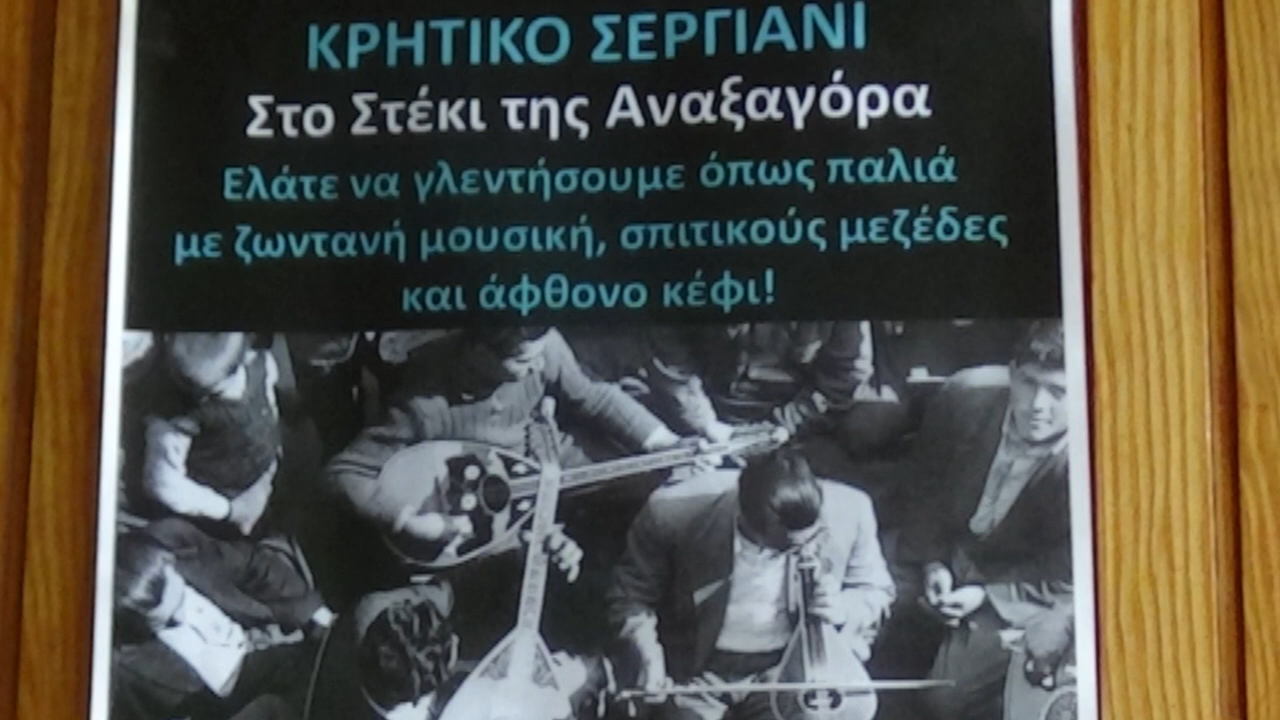 ΚΡΗΤΙΚΟ ΣΕΡΓΙΑΝΙ
Στο Στέκι της Αναξαγόρα
Ελάτε να γλεντήσουμε όπως παλιά
με ζωντανή μουσική, σπιτικούς μεζέδες
και άφθονο κέφι!